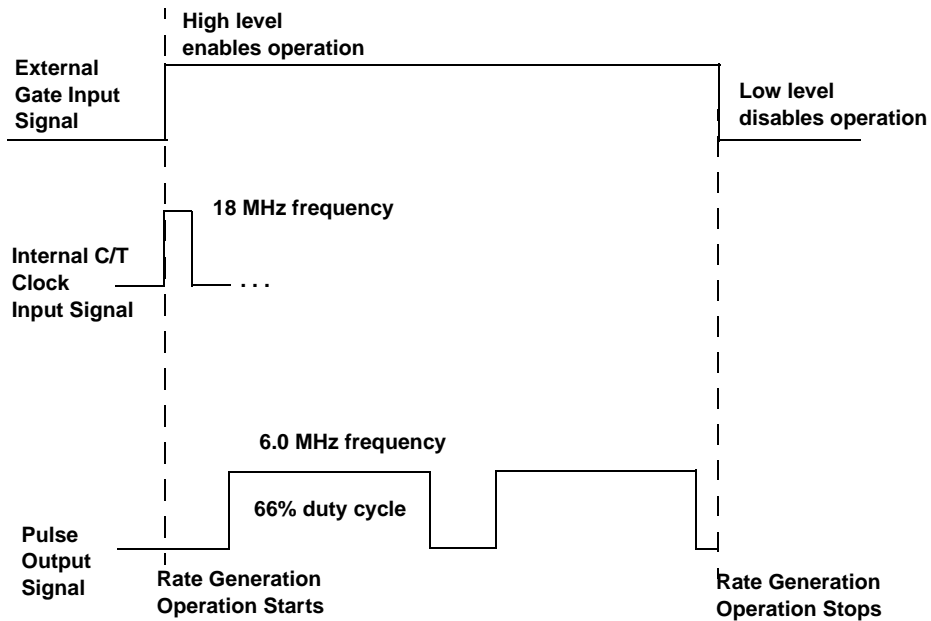 High level
enables operation
External
Gate Input
Signal
Low level
disables operation
18 MHz frequency
Internal C/T
Clock
Input Signal
. . .
6.0 MHz frequency
66% duty cycle
Pulse
Output
Signal
Rate Generation
Operation Starts
Rate Generation
Operation Stops